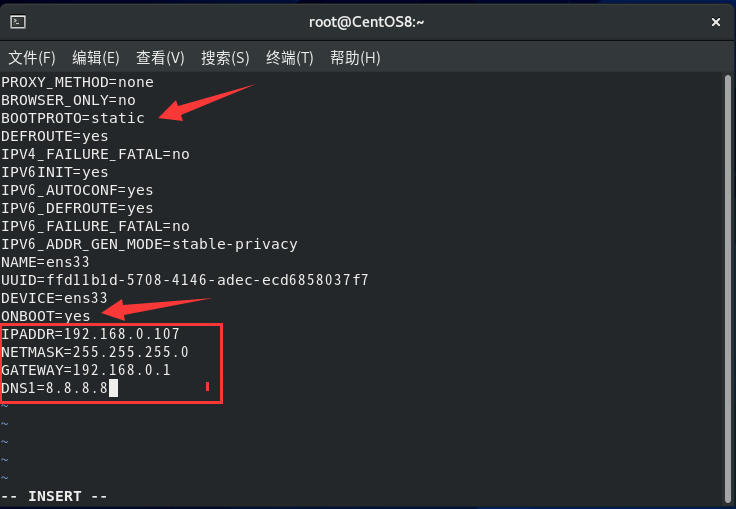 root@CentOS8:~
文件(F) 编辑(E) 查看(V) 搜索(S) 终端(T) 帮助(H)
PROXY_METHOD=none
BROWSER_ONLY=no
BOOTPROTO=static
DEFROUTE=yes
IPV4_FAILURE_FATAL=no
IPV6INIT=yes
IPV6_AUTOCONF=yes
IPV6_DEFROUTE=yes
IPV6_FAILURE_FATAL=no
IPV6_ADDR_GEN_MODE=stable-privacy
NAME=ens33
UUID=ffd11b1d-5708-4146-adec-ecd6858037f7
DEVICE=ens33
ONBOOT=yes
IPADDR=192.168.0.107
NETMASK=255.255.255.0
GATEWAY=192.168.0.1
DNS1=8.8.8.8
~
~
~
~
~
-- INSERT --